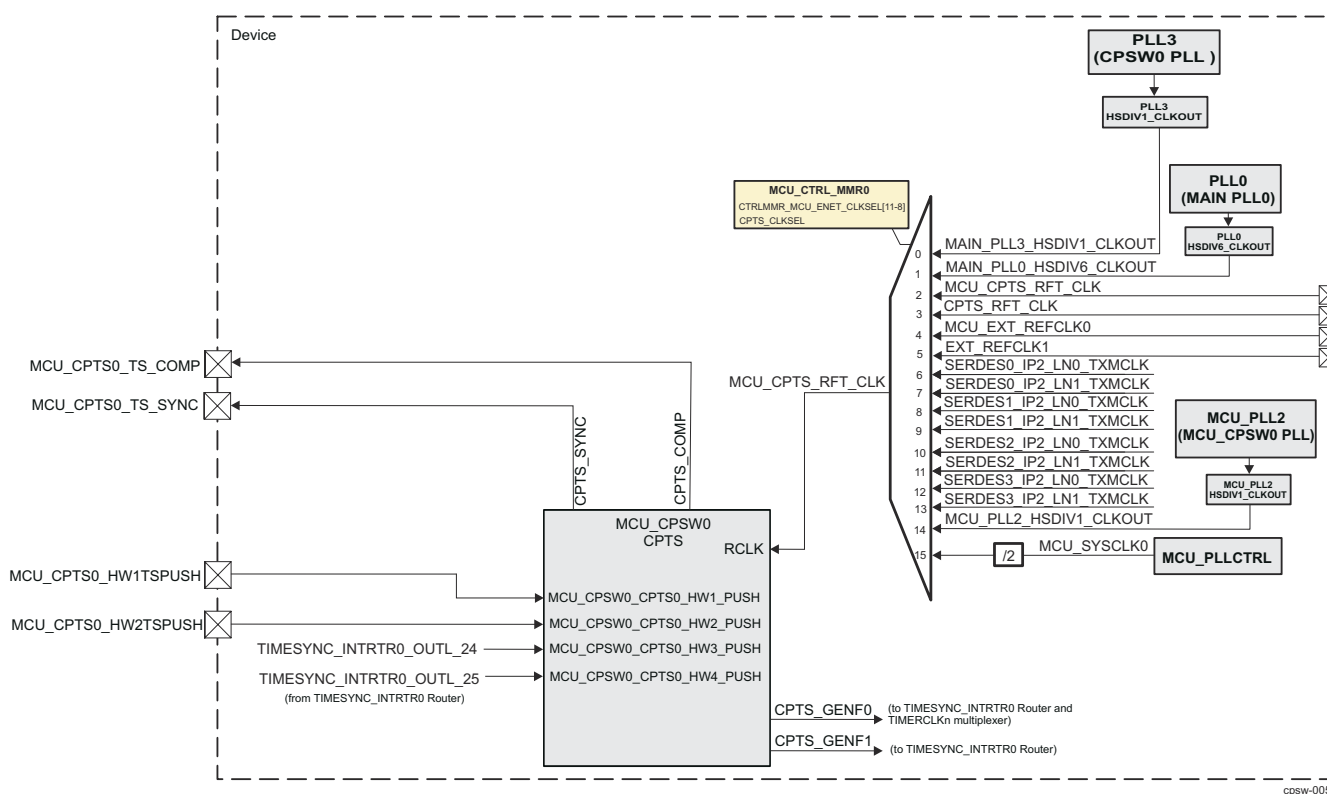 Device
PLL3
(CPSW0 PLL )
PLL3
HSDIV1_CLKOUT
PLL0
(MAIN PLL0)
PLL0
HSDIV6_CLKOUT
MCU_CTRL_MMR0
CTRLMMR_MCU_ENET_CLKSEL[11-8]
CPTS_CLKSEL
0
MAIN_PLL3_HSDIV1_CLKOUT
1
MAIN_PLL0_HSDIV6_CLKOUT
2
MCU_CPTS_RFT_CLK
3
CPTS_RFT_CLK
4
MCU_EXT_REFCLK0
5
EXT_REFCLK1
6
SERDES0_IP2_LN0_TXMCLK
7
SERDES0_IP2_LN1_TXMCLK
8
SERDES1_IP2_LN0_TXMCLK
9
SERDES1_IP2_LN1_TXMCLK
10
SERDES2_IP2_LN0_TXMCLK
11
SERDES2_IP2_LN1_TXMCLK
12
SERDES3_IP2_LN0_TXMCLK
13
SERDES3_IP2_LN1_TXMCLK
14
MCU_PLL2_HSDIV1_CLKOUT
15
/2
MCU_SYSCLK0
MCU_PLLCTRL
MCU_PLL2
(MCU_CPSW0 PLL)
MCU_PLL2
HSDIV1_CLKOUT
MCU_CPTS_RFT_CLK
MCU_CPTS0_TS_COMP
MCU_CPTS0_TS_SYNC
CPTS_SYNC
CPTS_COMP
MCU_CPSW0
CPTS
RCLK
MCU_CPTS0_HW1TSPUSH
MCU_CPSW0_CPTS0_HW1_PUSH
MCU_CPTS0_HW2TSPUSH
MCU_CPSW0_CPTS0_HW2_PUSH
TIMESYNC_INTRTR0_OUTL_24
MCU_CPSW0_CPTS0_HW3_PUSH
TIMESYNC_INTRTR0_OUTL_25
MCU_CPSW0_CPTS0_HW4_PUSH
(from TIMESYNC_INTRTR0 Router)
CPTS_GENF0
(to TIMESYNC_INTRTR0 Router and
TIMERCLKn multiplexer)
CPTS_GENF1
(to TIMESYNC_INTRTR0 Router)
cpsw-005